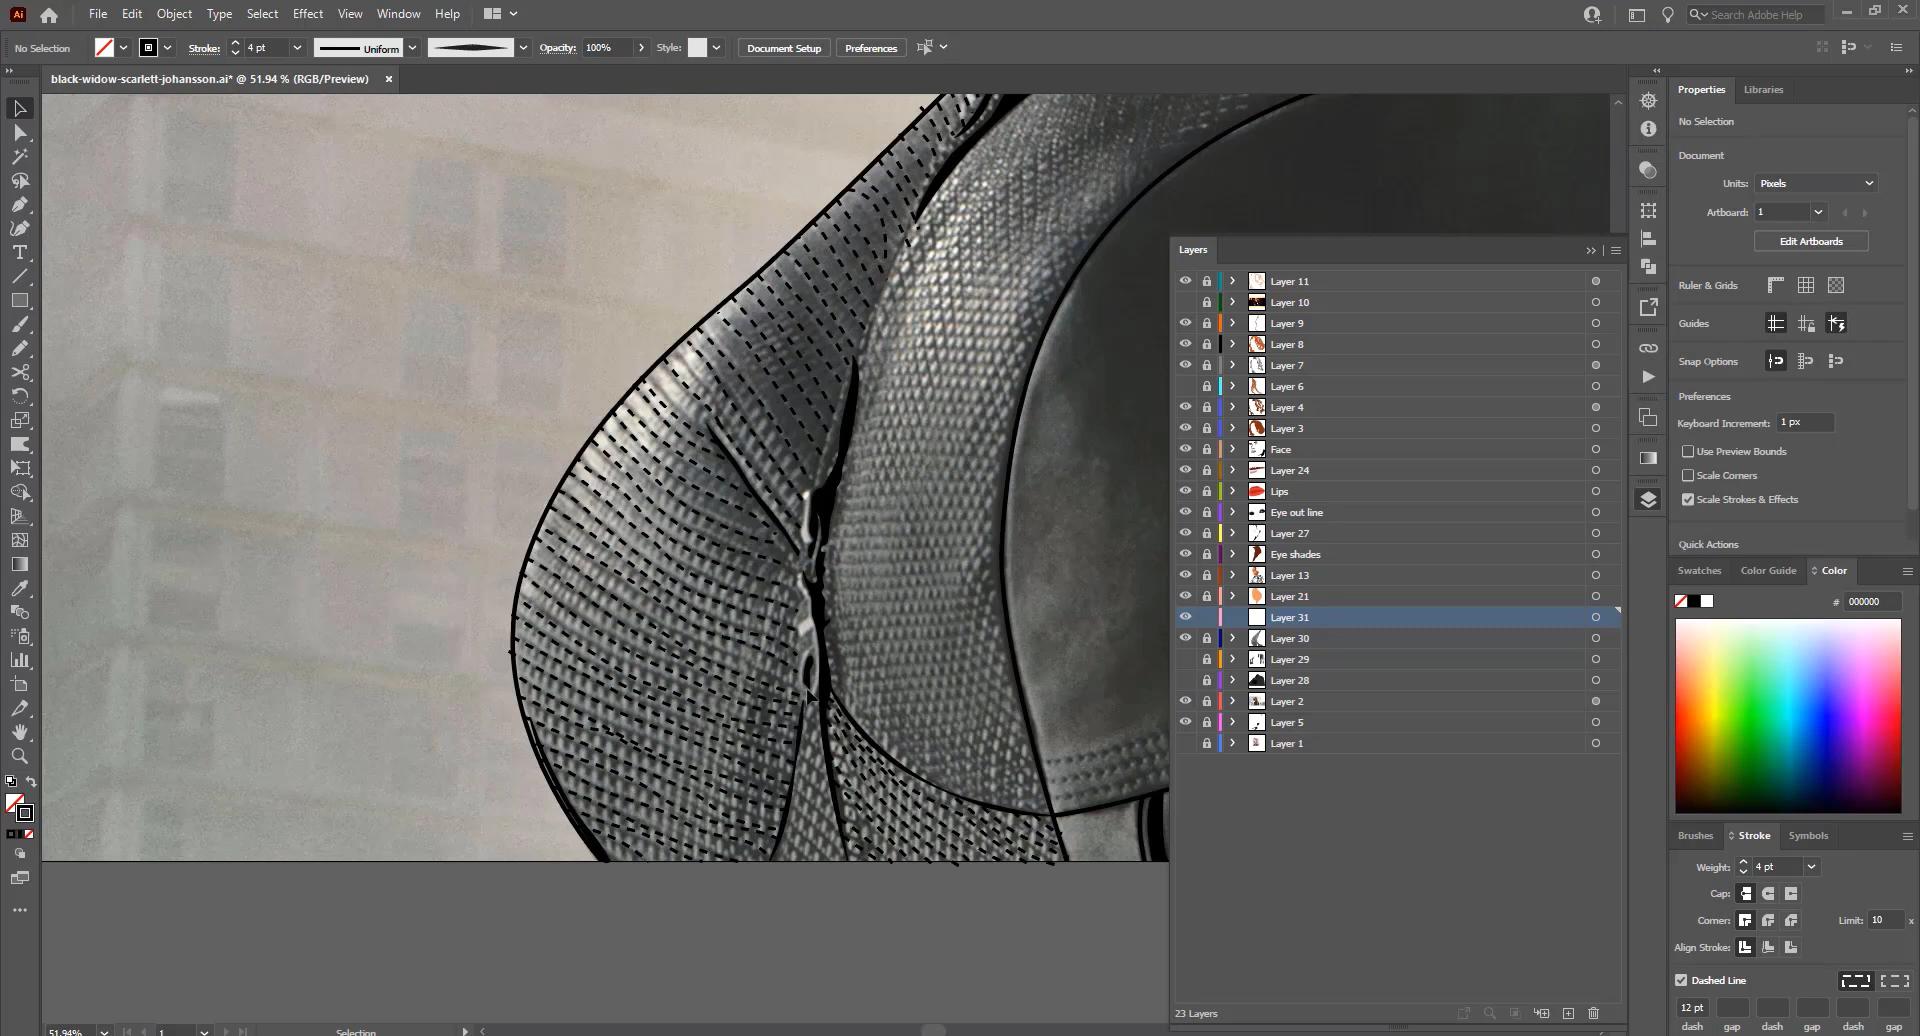 Ai File Edit Object Type Select Effect View Window Help Search Adobe Help
No Selection Stroke: 4 pt Uniform Opacity: 100% Style: Document Setup Preferences
black-widow-scarlett-johansson.ai* @ 51.94 % (RGB/Preview) ×
Properties Libraries
No Selection
Document
Units: Pixels
Artboard: 1
Edit Artboards
Ruler & Grids
Guides
Snap Options
Preferences
Keyboard Increment: 1 px
Use Preview Bounds
Scale Corners
Scale Strokes & Effects
Quick Actions
Swatches Color Guide Color
# 000000
Brushes Stroke Symbols
Weight: 4 pt
Cap:
Corner: Limit: 10 x
Align Stroke:
Dashed Line
12 pt
dash gap dash gap dash gap
Layers
Layer 11
Layer 10
Layer 9
Layer 8
Layer 7
Layer 6
Layer 4
Layer 3
Face
Layer 24
Lips
Eye out line
Layer 27
Eye shades
Layer 13
Layer 21
Layer 31
Layer 30
Layer 29
Layer 28
Layer 2
Layer 5
Layer 1
23 Layers
51.94% 1 Selection